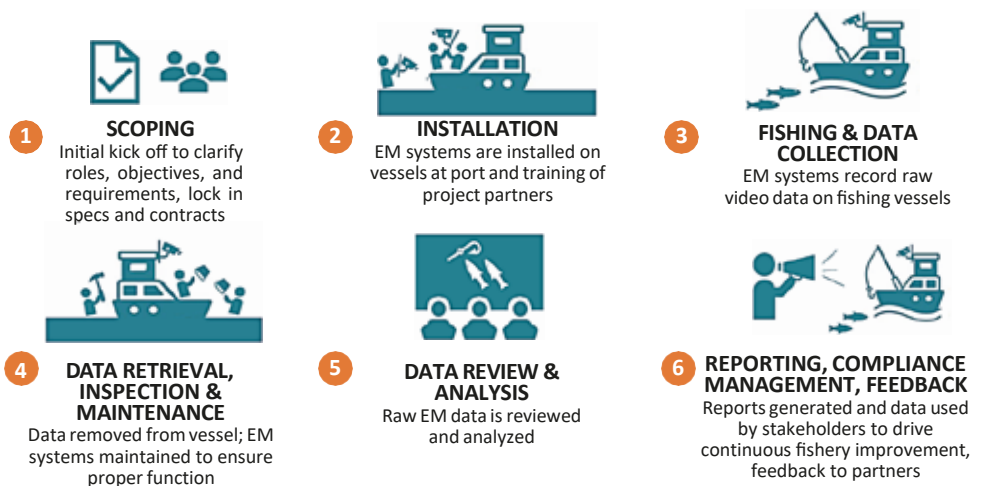 1
SCOPING
Initial kick off to clarify
roles, objectives, and
requirements, lock in
specs and contracts
2
INSTALLATION
EM systems are installed on
vessels at port and training of
project partners
3
FISHING & DATA
COLLECTION
EM systems record raw
video data on fishing vessels
4
DATA RETRIEVAL,
INSPECTION &
MAINTENANCE
Data removed from vessel; EM
systems maintained to ensure
proper function
5
DATA REVIEW &
ANALYSIS
Raw EM data is reviewed
and analyzed
6
REPORTING, COMPLIANCE
MANAGEMENT, FEEDBACK
Reports generated and data used
by stakeholders to drive
continuous fishery improvement,
feedback to partners